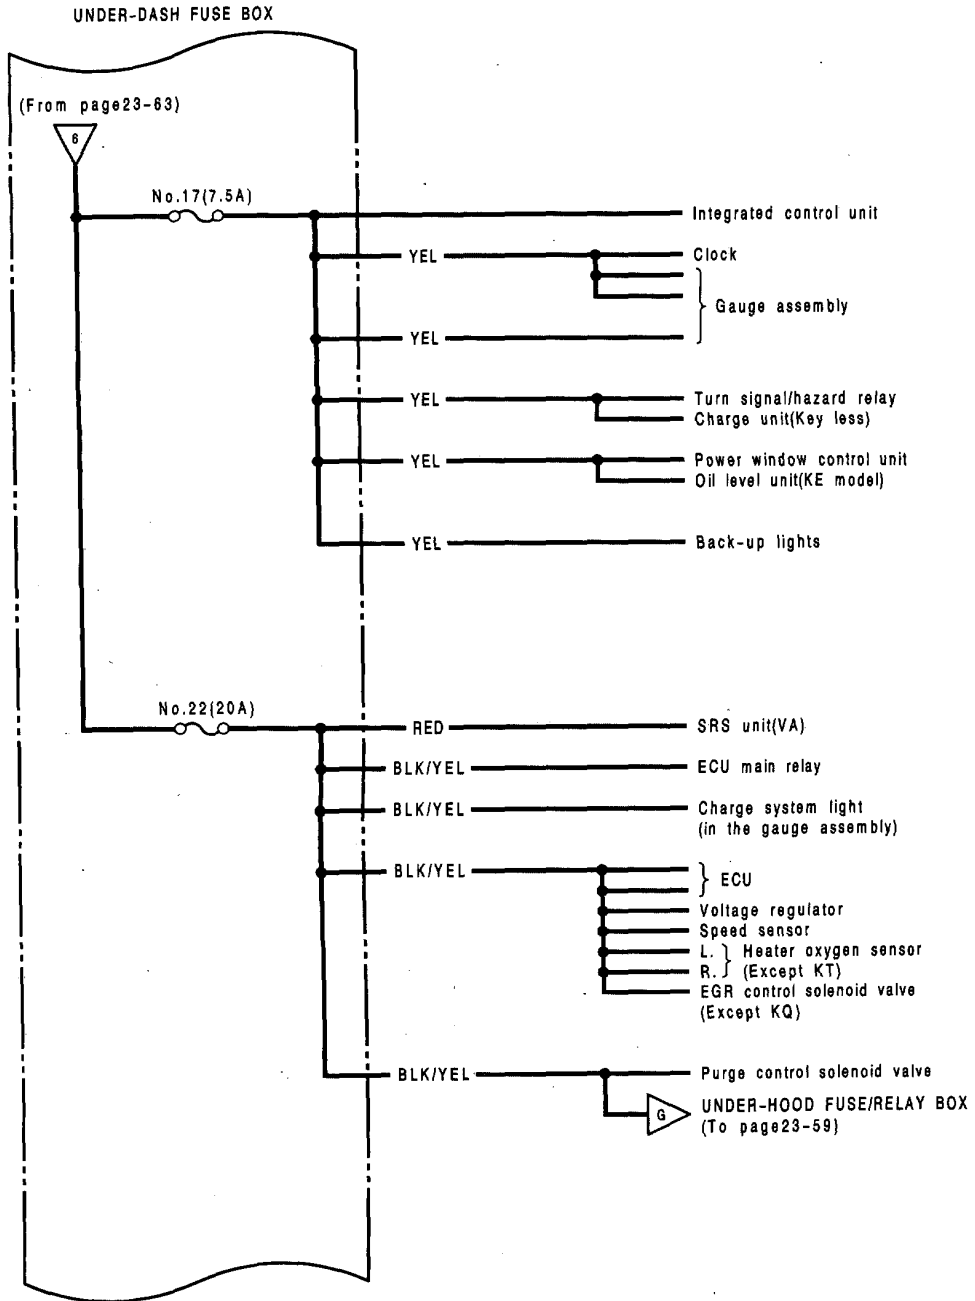 UNDER-DASH FUSE BOX
(From page23-63)
6
No.17(7.5A)
Integrated control unit
YEL
Clock
Gauge assembly
YEL
YEL
Turn signal/hazard relay
Charge unit(Key less)
YEL
Power window control unit
Oil level unit(KE model)
YEL
Back-up lights
No.22(20A)
RED
SRS unit(VA)
BLK/YEL
ECU main relay
BLK/YEL
Charge system light
(in the gauge assembly)
BLK/YEL
ECU
Voltage regulator
Speed sensor
L.
Heater oxygen sensor
R.
(Except KT)
EGR control solenoid valve
(Except KQ)
BLK/YEL
Purge control solenoid valve
G
UNDER-HOOD FUSE/RELAY BOX
(To page23-59)